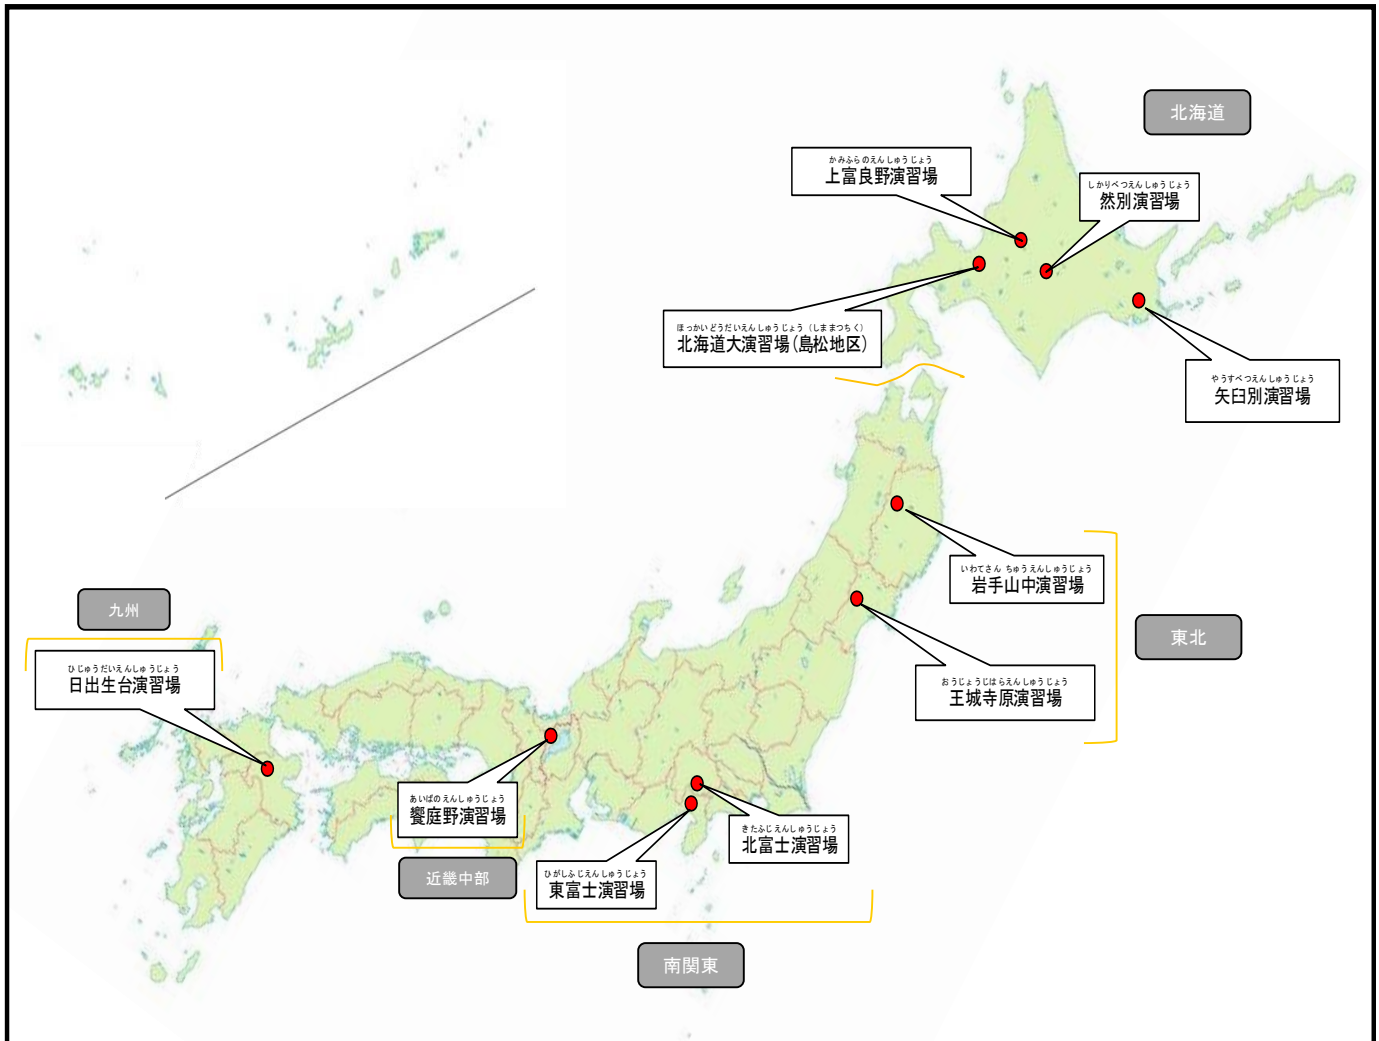 北海道
かみふらのえんしゅうじょう
上富良野演習場
しかりべつえんしゅうじょう
然別演習場
ほっかいどうだいえんしゅうじょう(しままつちく)
北海道大演習場(島松地区)
やうすべつえんしゅうじょう
矢臼別演習場
いわてさんちゅうえんしゅうじょう
岩手山中演習場
東北
おうじょうじはらえんしゅうじょう
王城寺原演習場
九州
ひじゅうだいえんしゅうじょう
日出生台演習場
あいばのえんしゅうじょう
饗庭野演習場
近畿中部
きたふじえんしゅうじょう
北富士演習場
ひがしふじえんしゅうじょう
東富士演習場
南関東